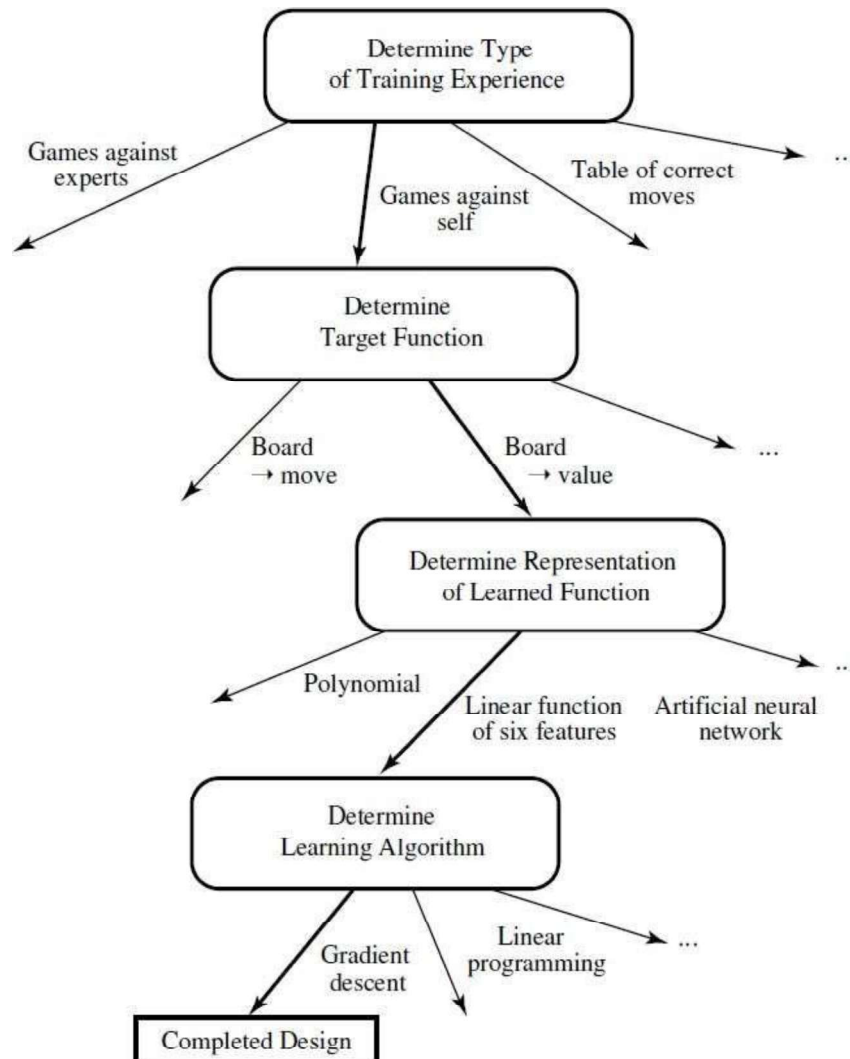 Determine Type
of Training Experience
Games against
experts
Games against
self
Table of correct
moves
...
Determine
Target Function
Board
→ move
Board
→ value
...
Determine Representation
of Learned Function
Polynomial
Linear function
of six features
Artificial neural
network
...
Determine
Learning Algorithm
Gradient
descent
Linear
programming
...
Completed Design